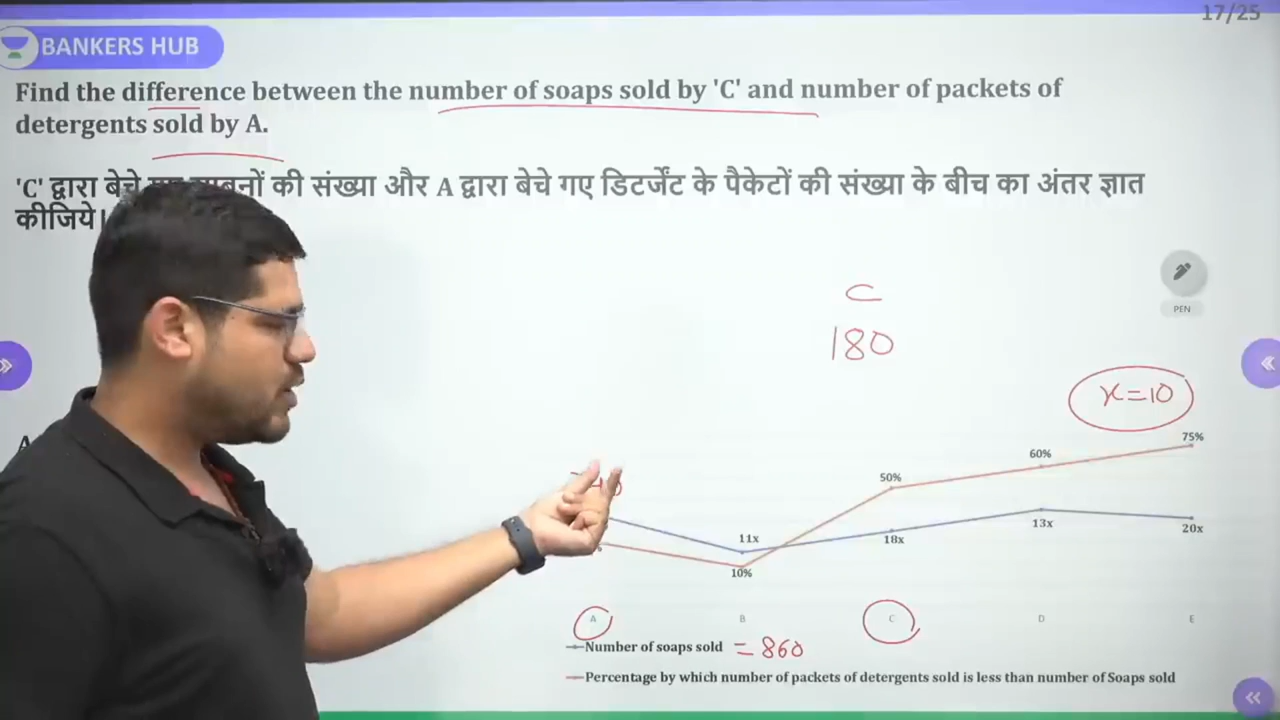 17/25
BANKERS HUB
Find the difference between the number of soaps sold by 'C' and number of packets of
detergents sold by A.
'C' द्वारा बेचे की संख्या और A द्वारा बेचे गए डिटर्जेंट के पैकेटों की संख्या के बीच का अंतर ज्ञात
कीजिये।
C
180
PEN
x=10
75%
60%
50%
11x
18x
13x
20x
10%
A B C D E
Number of soaps sold = 860
Percentage by which number of packets of detergents sold is less than number of Soaps sold